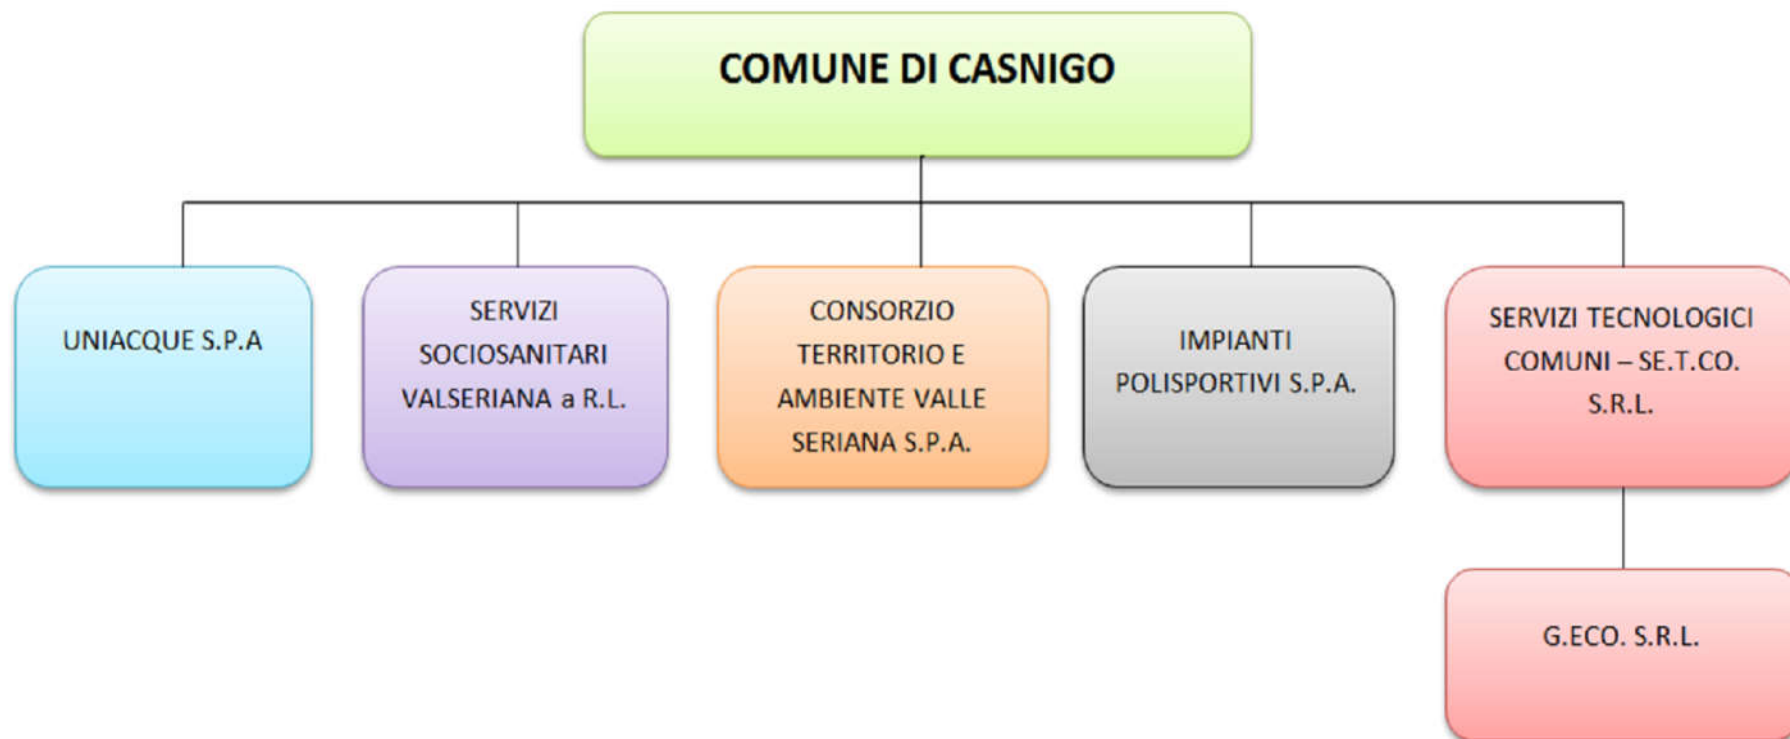 COMUNE DI CASNIGO
UNIACQUE S.P.A
SERVIZI
SOCIOSANITARI
VALSERIANA a R.L.
CONSORZIO
TERRITORIO E
AMBIENTE VALLE
SERIANA S.P.A.
IMPIANTI
POLISPORTIVI S.P.A.
SERVIZI TECNOLOGICI
COMUNI – SE.T.CO.
S.R.L.
G.ECO. S.R.L.